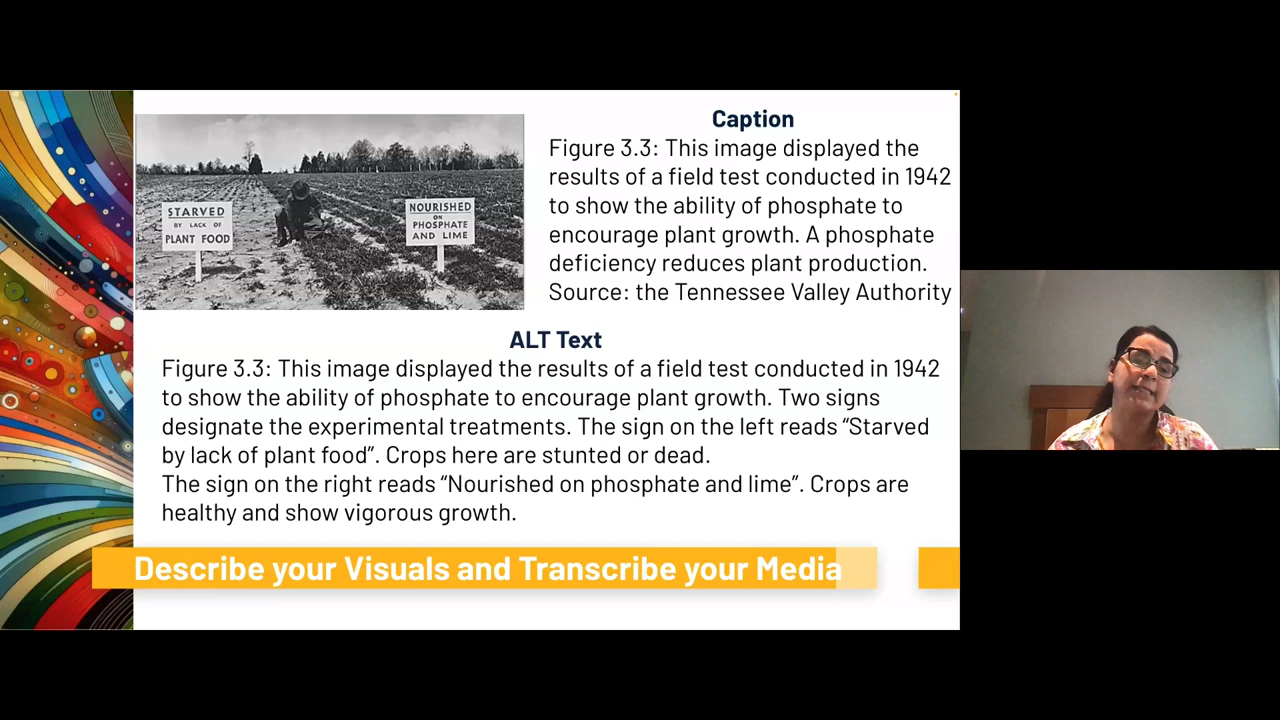 STARVED
BY LACK OF
PLANT FOOD
NOURISHED
ON
PHOSPHATE
AND LIME
Caption
Figure 3.3: This image displayed the
results of a field test conducted in 1942
to show the ability of phosphate to
encourage plant growth. A phosphate
deficiency reduces plant production.
Source: the Tennessee Valley Authority
ALT Text
Figure 3.3: This image displayed the results of a field test conducted in 1942
to show the ability of phosphate to encourage plant growth. Two signs
designate the experimental treatments. The sign on the left reads “Starved
by lack of plant food”. Crops here are stunted or dead.
The sign on the right reads “Nourished on phosphate and lime”. Crops are
healthy and show vigorous growth.
Describe your Visuals and Transcribe your Media